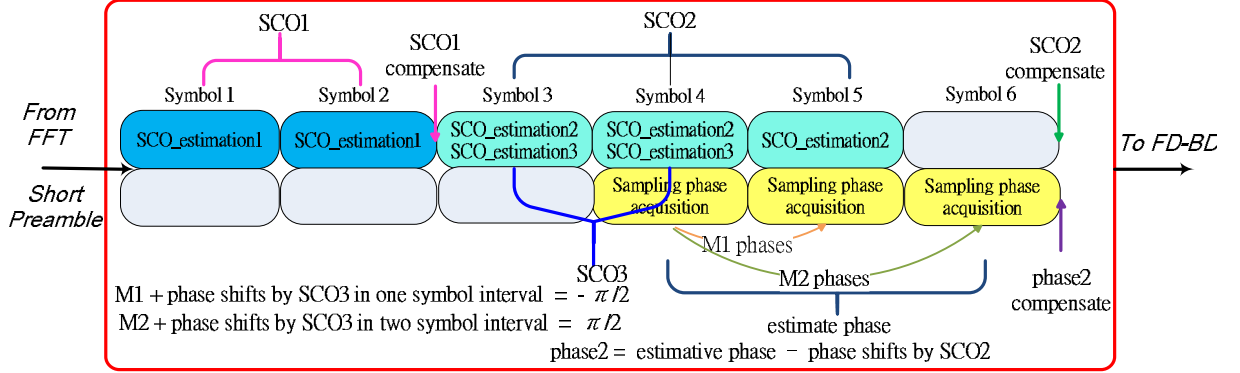 SCO1
SCO2
SCO1
compensate
SCO2
compensate
Symbol 1
Symbol 2
Symbol 3
Symbol 4
Symbol 5
Symbol 6
From
FFT
SCO_estimation1
SCO_estimation1
SCO_estimation2
SCO_estimation3
SCO_estimation2
SCO_estimation3
SCO_estimation2
To FD-BD
Short
Preamble
Sampling phase
acquisition
Sampling phase
acquisition
Sampling phase
acquisition
M1 phases
M2 phases
SCO3
phase2
compensate
M1 + phase shifts by SCO3 in one symbol interval = - π/2
M2 + phase shifts by SCO3 in two symbol interval = π/2
estimate phase
phase2 = estimative phase − phase shifts by SCO2